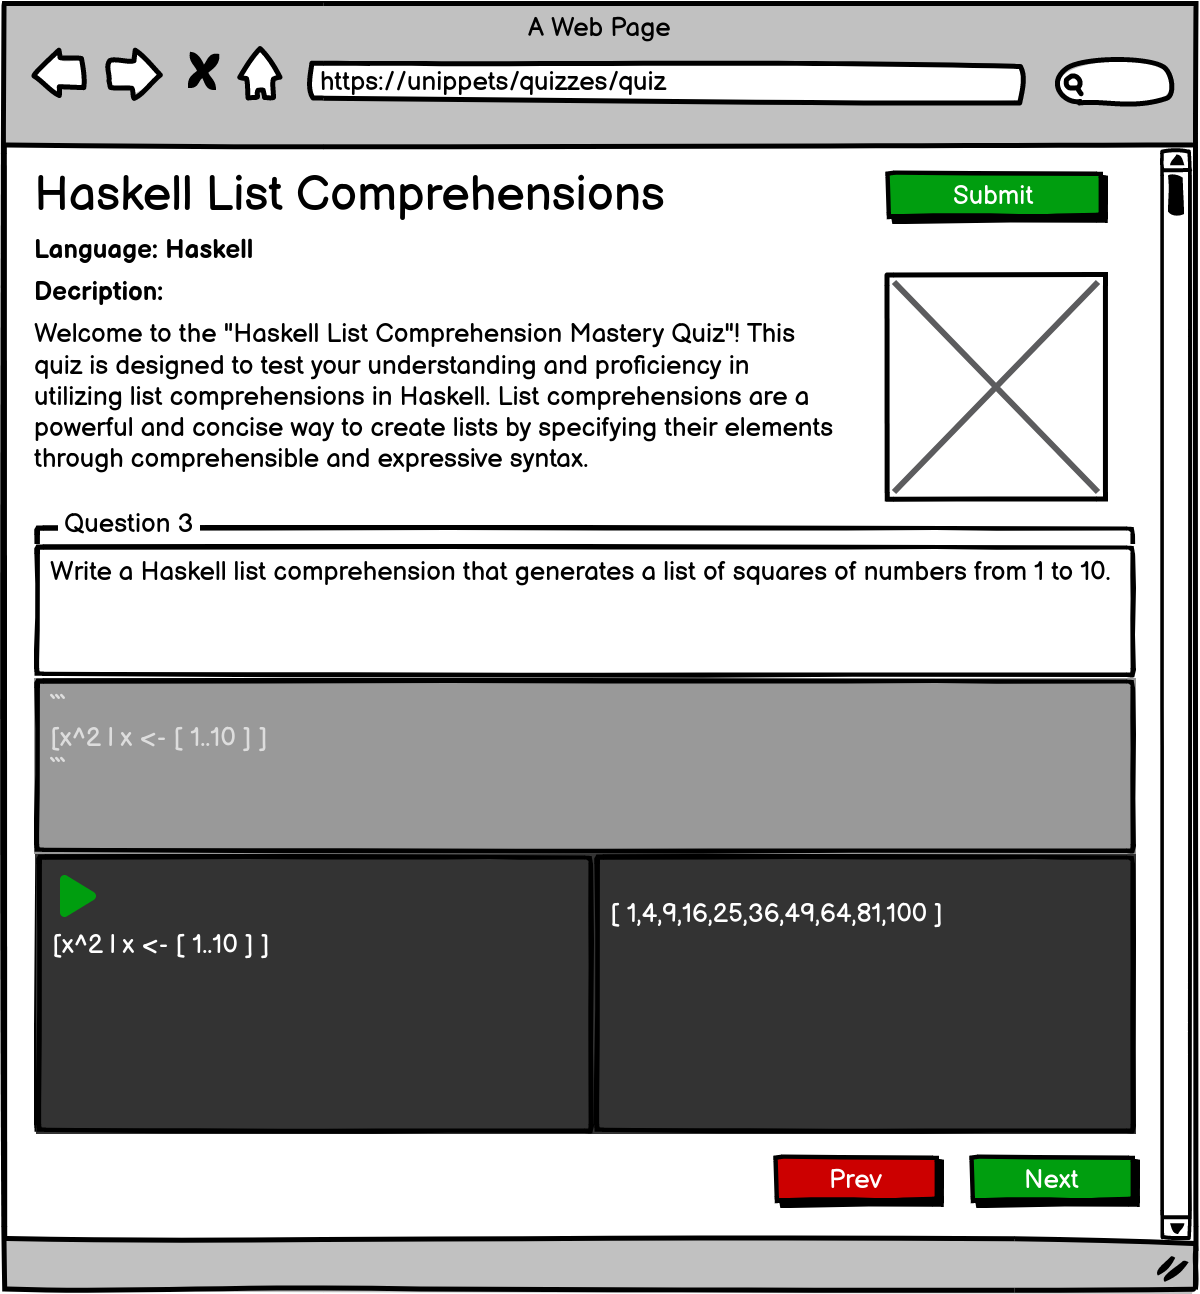 A Web Page
https://unippets/quizzes/quiz
Haskell List Comprehensions
Submit
Language: Haskell
Decription:
Welcome to the "Haskell List Comprehension Mastery Quiz"! This
quiz is designed to test your understanding and proficiency in
utilizing list comprehensions in Haskell. List comprehensions are a
powerful and concise way to create lists by specifying their elements
through comprehensible and expressive syntax.
Question 3
Write a Haskell list comprehension that generates a list of squares of numbers from 1 to 10.
```
[x^2 | x <- [ 1..10 ] ]
```
[x^2 | x <- [ 1..10 ] ]
[ 1,4,9,16,25,36,49,64,81,100 ]
Prev
Next